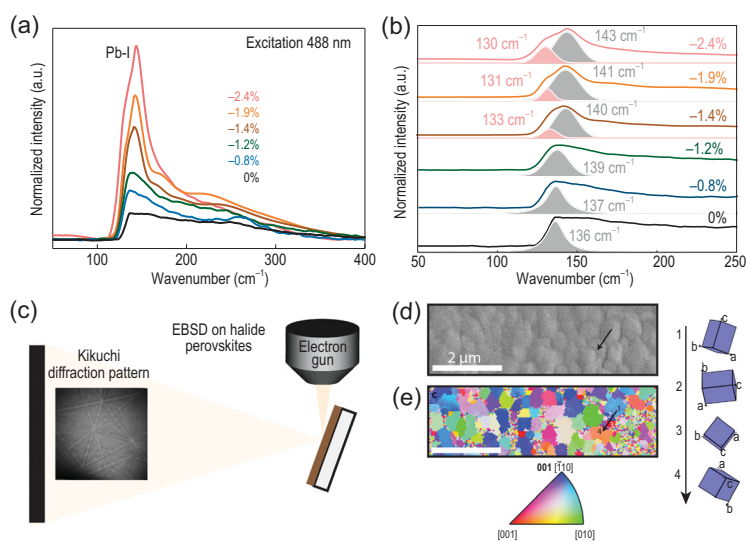 (a)
Normalized intensity (a.u.)
Pb-I
Excitation 488 nm
–2.4%
–1.9%
–1.4%
–1.2%
–0.8%
0%
100
200
300
400
Wavenumber (cm⁻¹)
(b)
Normalized intensity (a.u.)
130 cm⁻¹
143 cm⁻¹
–2.4%
131 cm⁻¹
141 cm⁻¹
–1.9%
133 cm⁻¹
140 cm⁻¹
–1.4%
139 cm⁻¹
–1.2%
137 cm⁻¹
–0.8%
136 cm⁻¹
0%
50
100
150
200
250
Wavenumber (cm⁻¹)
(c)
EBSD on halide
perovskites
Electron
gun
Kikuchi
diffraction pattern
(d)
2 μm
(e)
c
001 [1̄10]
[001]
[010]
1
c
b
a
2
b
c
a
3
a
b
c
4
a
c
b